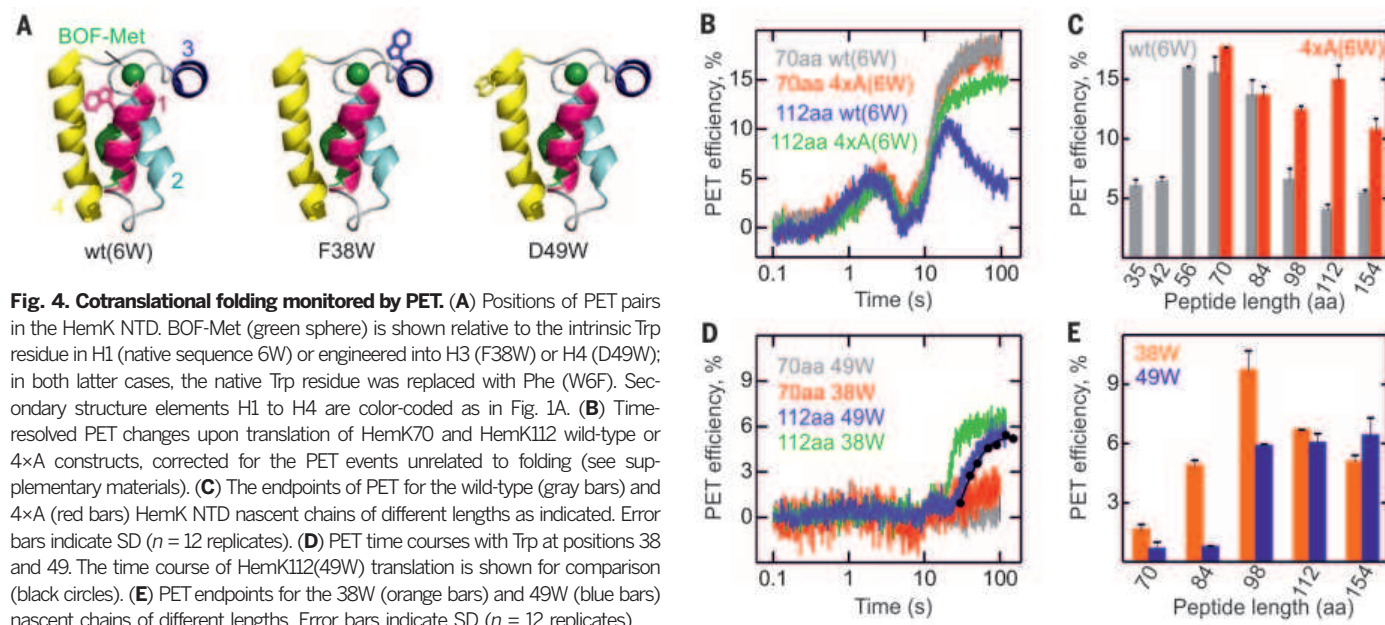 A
BOF-Met
3
1
2
4
wt(6W)
F38W
D49W
Fig. 4. Cotranslational folding monitored by PET. (A) Positions of PET pairs
in the HemK NTD. BOF-Met (green sphere) is shown relative to the intrinsic Trp
residue in H1 (native sequence 6W) or engineered into H3 (F38W) or H4 (D49W);
in both latter cases, the native Trp residue was replaced with Phe (W6F). Sec-
ondary structure elements H1 to H4 are color-coded as in Fig. 1A. (B) Time-
resolved PET changes upon translation of HemK70 and HemK112 wild-type or
4×A constructs, corrected for the PET events unrelated to folding (see sup-
plementary materials). (C) The endpoints of PET for the wild-type (gray bars) and
4×A (red bars) HemK NTD nascent chains of different lengths as indicated. Error
bars indicate SD (n = 12 replicates). (D) PET time courses with Trp at positions 38
and 49. The time course of HemK112(49W) translation is shown for comparison
(black circles). (E) PET endpoints for the 38W (orange bars) and 49W (blue bars)
nascent chains of different lengths. Error bars indicate SD (n = 12 replicates).
B
70aa wt(6W)
70aa 4xA(6W)
112aa wt(6W)
112aa 4xA(6W)
PET efficiency, %
15
10
5
0
0.1 1 10 100
Time (s)
C
wt(6W) 4xA(6W)
PET efficiency, %
15
10
5
35 42 56 70 84 98 112 154
Peptide length (aa)
D
70aa 49W
70aa 38W
112aa 49W
112aa 38W
PET efficiency, %
9
6
3
0
0.1 1 10 100
Time (s)
E
38W
49W
PET efficiency, %
9
6
3
70 84 98 112 154
Peptide length (aa)